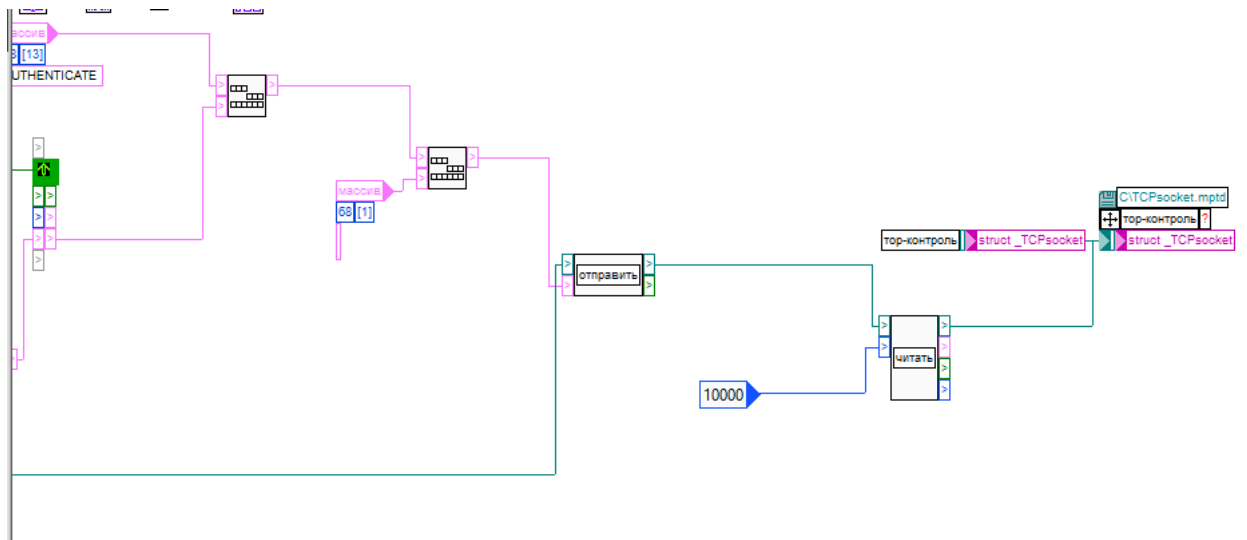 массив
[13]
UTHENTICATE
массив
68 [1]
C\TCPsocket.mptd
тор-контроль ?
тор-контроль struct _TCPsocket struct _TCPsocket
отправить
читать
10000